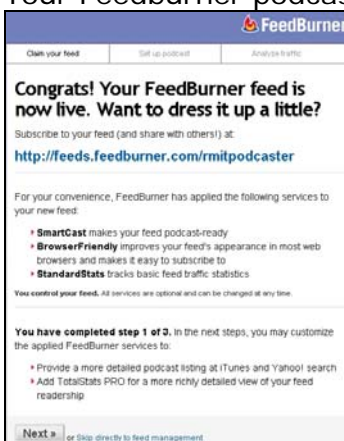 Your Feedburner podcas
FeedBurner
Claim your feed Set up podcast Analyze traffic
Congrats! Your FeedBurner feed is
now live. Want to dress it up a little?
Subscribe to your feed (and share with others!) at:
http://feeds.feedburner.com/rmitpodcaster
For your convenience, FeedBurner has applied the following services to
your new feed:
SmartCast makes your feed podcast-ready
BrowserFriendly improves your feed's appearance in most web
browsers and makes it easy to subscribe to
StandardStats tracks basic feed traffic statistics
You control your feed. All services are optional and can be changed at any time.
You have completed step 1 of 3. In the next steps, you may customize
the applied FeedBurner services to:
Provide a more detailed podcast listing at iTunes and Yahoo! search
Add TotalStats PRO for a more richly detailed view of your feed
readership
Next » or Skip directly to feed management